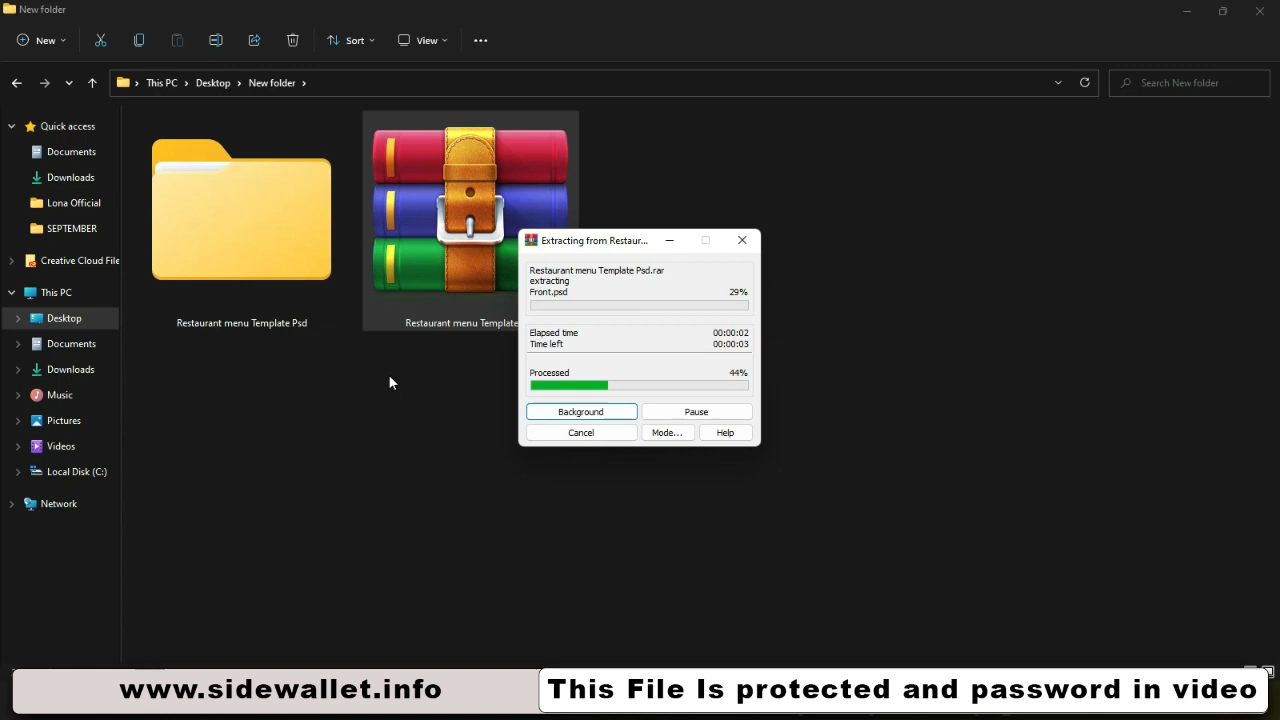 New folder
New
Sort
View
This PC
Desktop
New folder
Search New folder
Quick access
Documents
Downloads
Lona Official
SEPTEMBER
Creative Cloud File
This PC
Desktop
Documents
Downloads
Music
Pictures
Videos
Local Disk (C:)
Network
Restaurant menu Template Psd
Restaurant menu Template
Extracting from Restaur...
Restaurant menu Template Psd.rar
extracting
Front.psd 29%
Elapsed time 00:00:02
Time left 00:00:03
Processed 44%
Background Pause
Cancel Mode... Help
www.sidewallet.info
This File Is protected and password in video